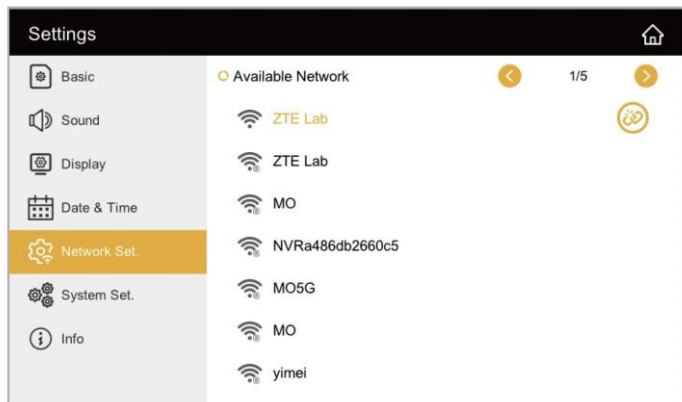 Settings
Basic
Sound
Display
Date & Time
Network Set.
System Set.
Info
Available Network
1/5
ZTE Lab
ZTE Lab
MO
NVRa486db2660c5
MO5G
MO
yimei